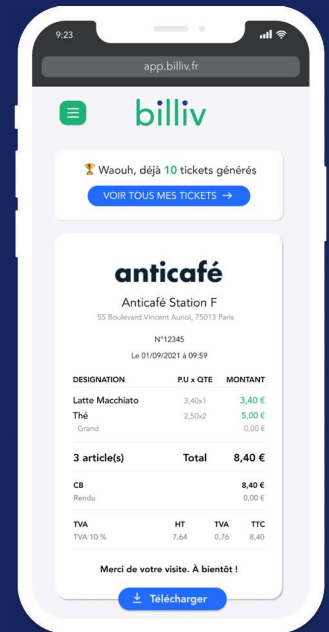 9:23
app.billiv.fr
billiv
🏆 Waouh, déjà 10 tickets générés
VOIR TOUS MES TICKETS →
anticafé
Anticafé Station F
55 Boulevard Vincent Auriol, 75013 Paris
N°12345
Le 01/09/2021 à 09:59
DESIGNATION P.U x QTE MONTANT
Latte Macchiato 3,40x1 3,40 €
Thé 2,50x2 5,00 €
Grand 0,00 €
3 article(s) Total 8,40 €
CB 8,40 €
Rendu 0,00 €
TVA HT TVA TTC
TVA 10 % 7,64 0,76 8,40
Merci de votre visite. À bientôt !
Télécharger